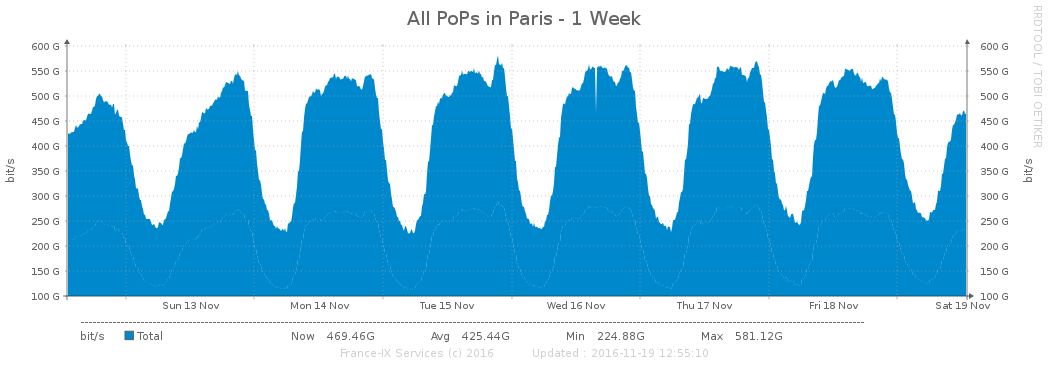 All PoPs in Paris - 1 Week
RRDTOOL / TOBI OETIKER
600 G 600 G
550 G 550 G
500 G 500 G
450 G 450 G
400 G 400 G
350 G 350 G
300 G 300 G
250 G 250 G
200 G 200 G
150 G 150 G
100 G 100 G
bit/s
bit/s
Sun 13 Nov Mon 14 Nov Tue 15 Nov Wed 16 Nov Thu 17 Nov Fri 18 Nov Sat 19 Nov
bit/s Total Now 469.46G Avg 425.44G Min 224.88G Max 581.12G
France-IX Services (c) 2016 Updated : 2016-11-19 12:55:10